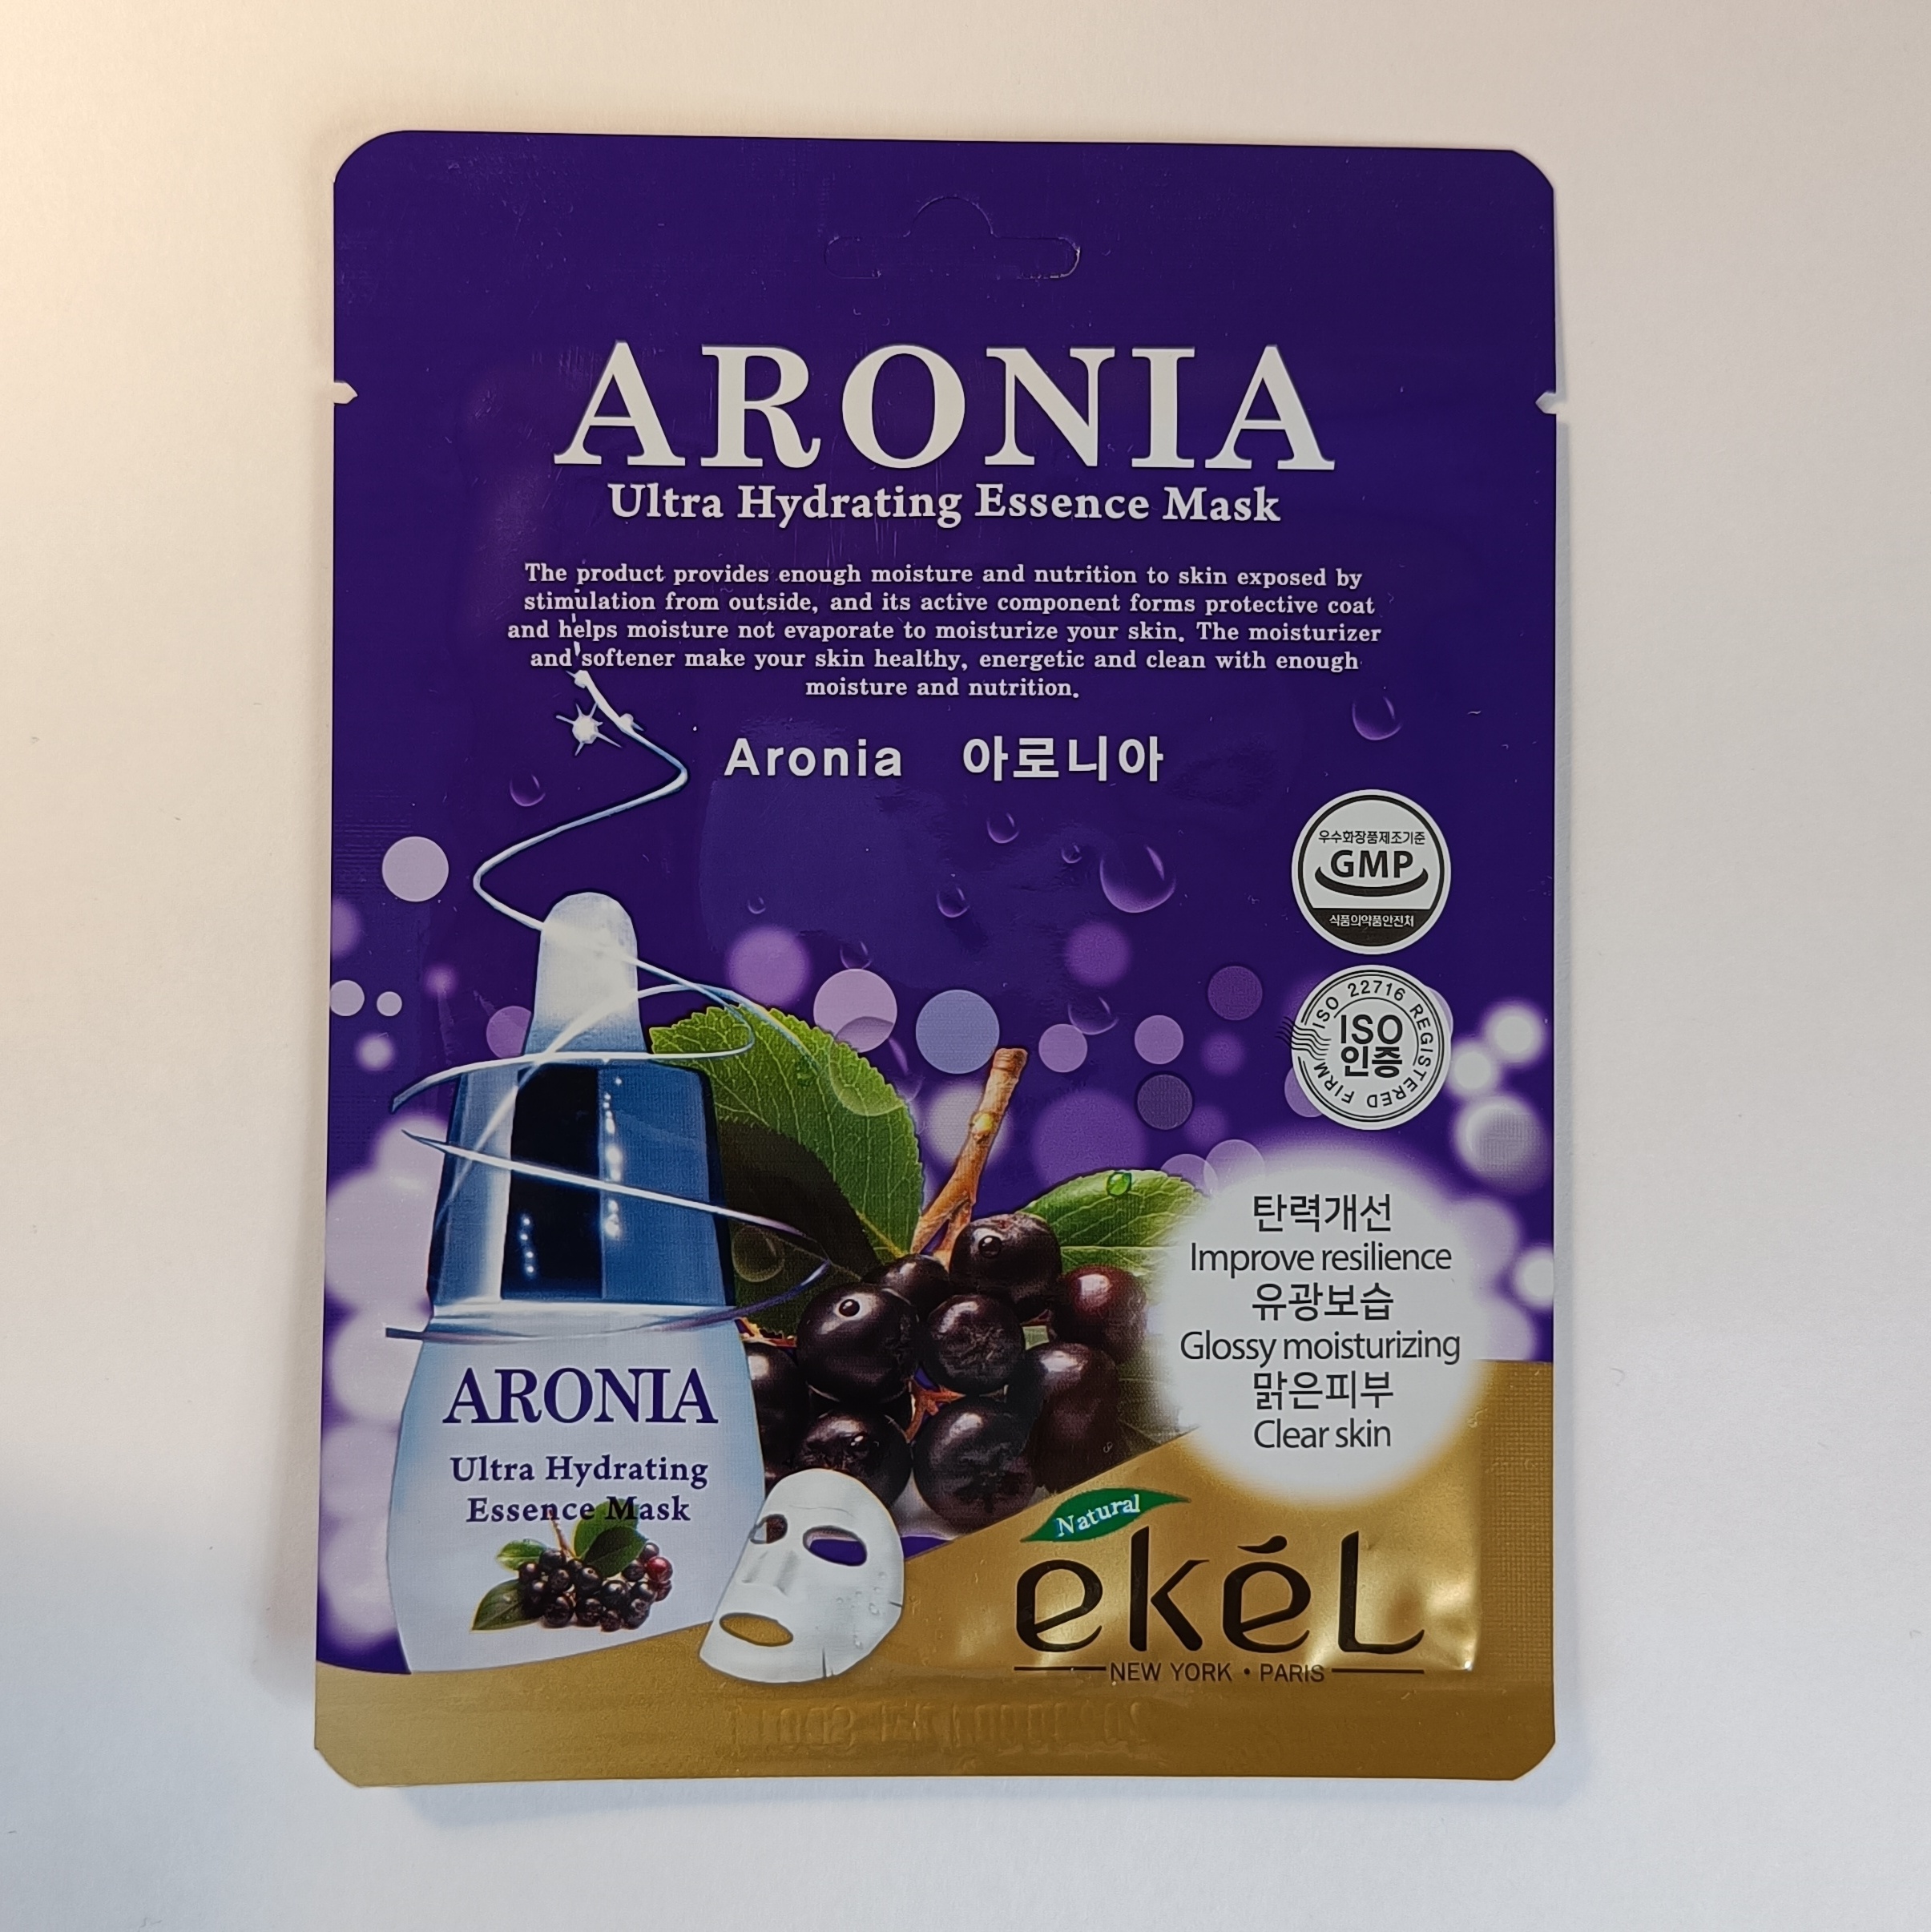 ARONIA
Ultra Hydrating Essence Mask
The product provides enough moisture and nutrition to skin exposed by
stimulation from outside, and its active component forms protective coat
and helps moisture not evaporate to moisturize your skin. The moisturizer
and softener make your skin healthy, energetic and clean with enough
moisture and nutrition.
Aronia 아로니아
우수화장품제조기준
GMP
식품의약품안전처
ISO 22716 REGISTERED FIRM
ISO
인증
탄력개선
Improve resilience
유광보습
Glossy moisturizing
맑은피부
Clear skin
ARONIA
Ultra Hydrating
Essence Mask
Natural
ekéL
NEW YORK • PARIS